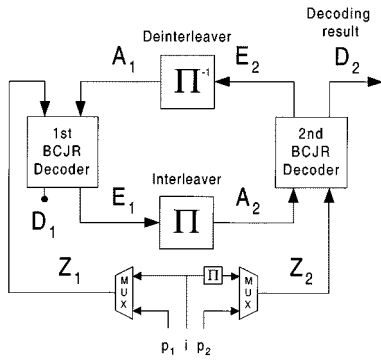 Decoding
result
Deinterleaver
A1
E2
D2
Π-1
1st
BCJR
Decoder
2nd
BCJR
Decoder
Interleaver
E1
A2
Π
D1
Z1
Z2
MUX
Π
MUX
p1 i p2